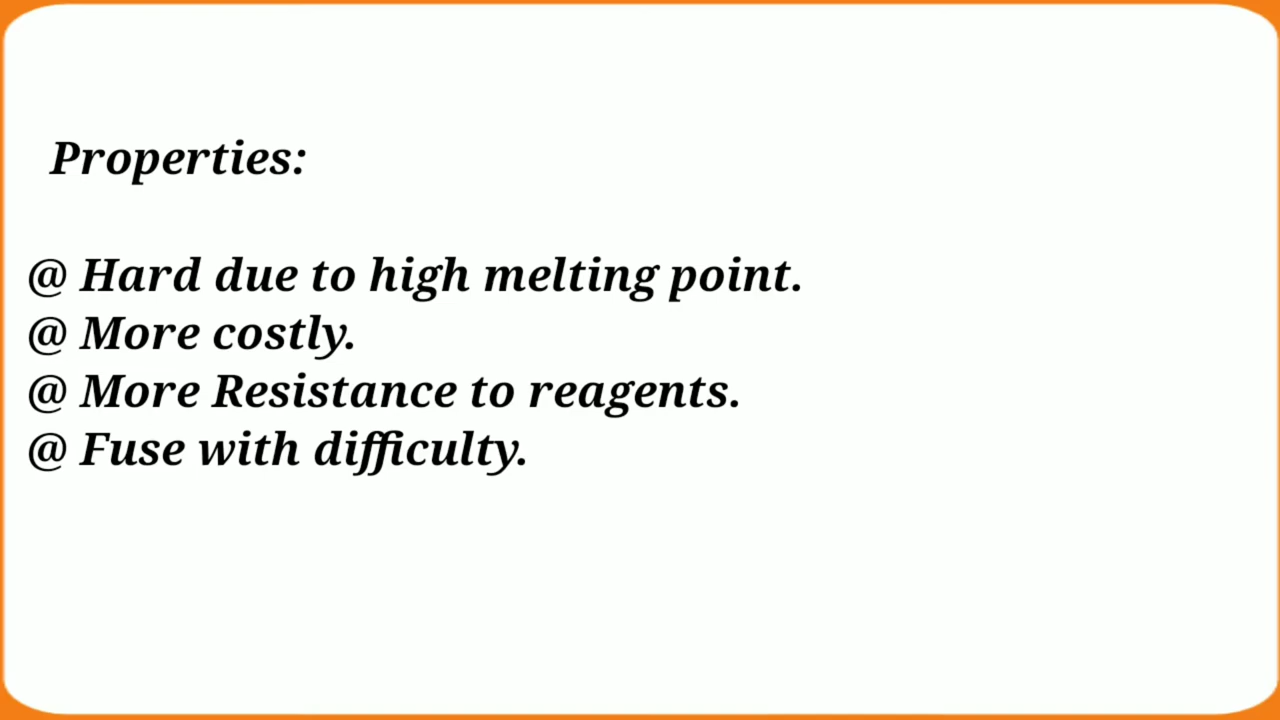 Properties:
@ Hard due to high melting point.
@ More costly.
@ More Resistance to reagents.
@ Fuse with difficulty.